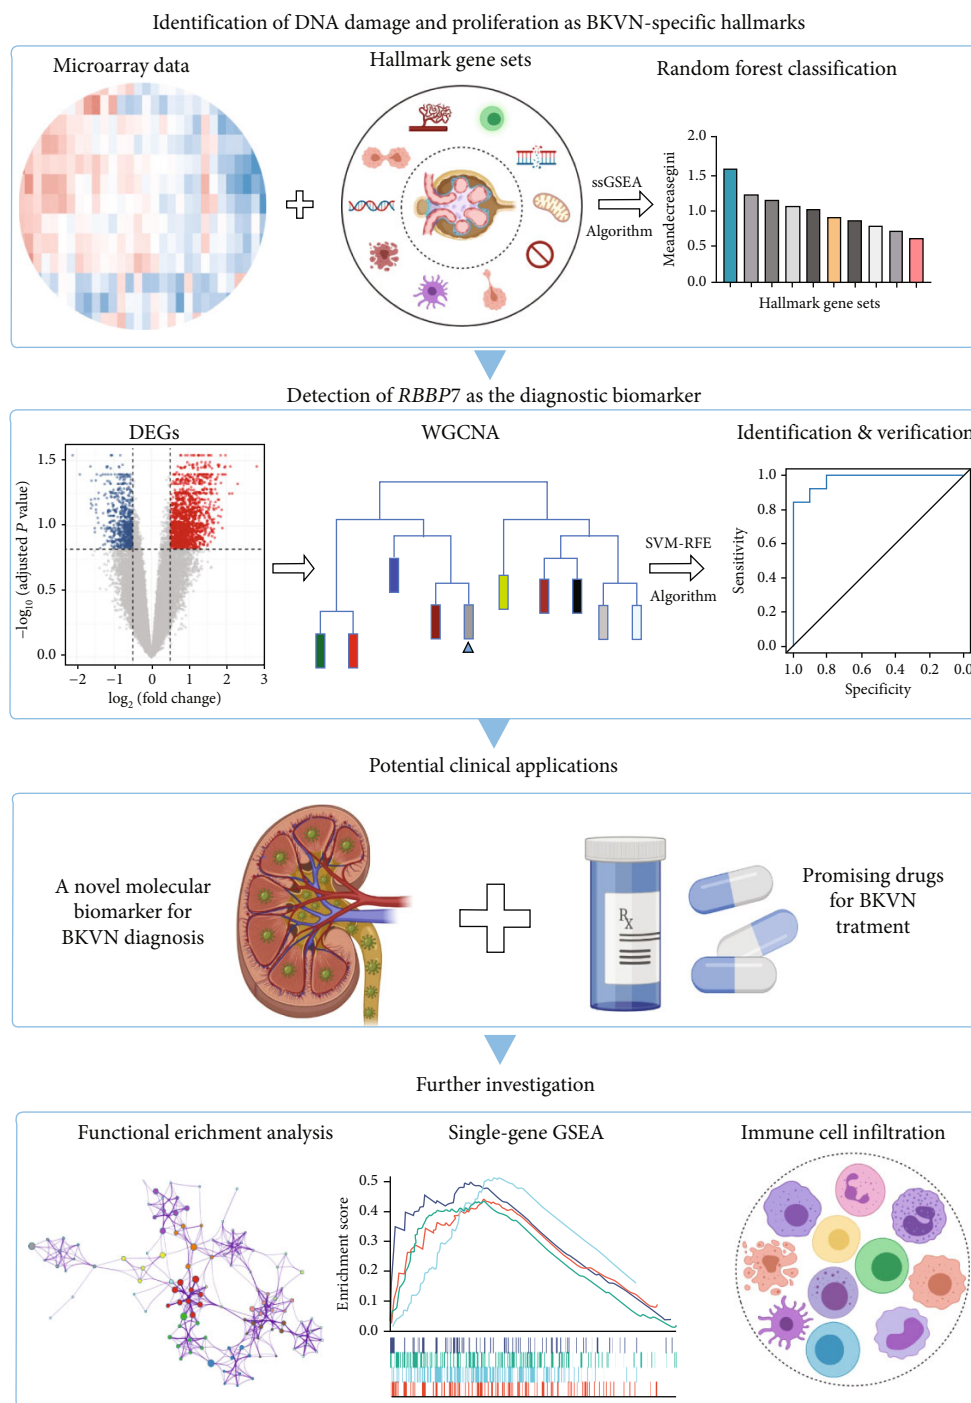 Identification of DNA damage and proliferation as BKVN-specific hallmarks
Microarray data
Hallmark gene sets
Random forest classification
ssGSEA
Algorithm
Meandecreasegini
2.0
1.5
1.0
0.5
0.0
Hallmark gene sets
Detection of RBBP7 as the diagnostic biomarker
DEGs
WGCNA
Identification & verification
−log10 (adjusted P value)
1.5
1.0
0.5
0.0
−2 −1 0 1 2 3
log2 (fold change)
SVM-RFE
Algorithm
Sensitivity
1.0
0.8
0.6
0.4
0.2
0.0
1.0 0.8 0.6 0.4 0.2 0.0
Specificity
Potential clinical applications
A novel molecular
biomarker for
BKVN diagnosis
Rx
Promising drugs
for BKVN
tratment
Further investigation
Functional erichment analysis
Single-gene GSEA
Immune cell infiltration
Enrichment score
0.5
0.4
0.3
0.2
0.1
0.0